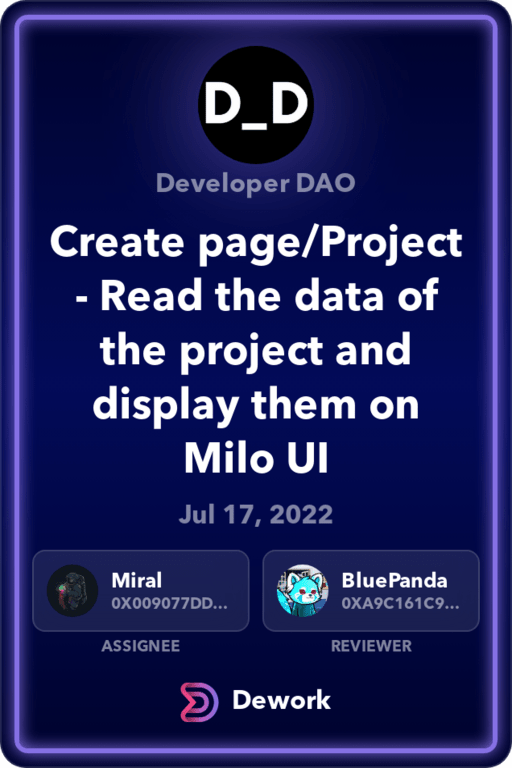 D_D
Developer DAO
Create page/Project
- Read the data of
the project and
display them on
Milo UI
Jul 17, 2022
Miral
0X009077DD...
BluePanda
0XA9C161C9...
ASSIGNEE
REVIEWER
Dework